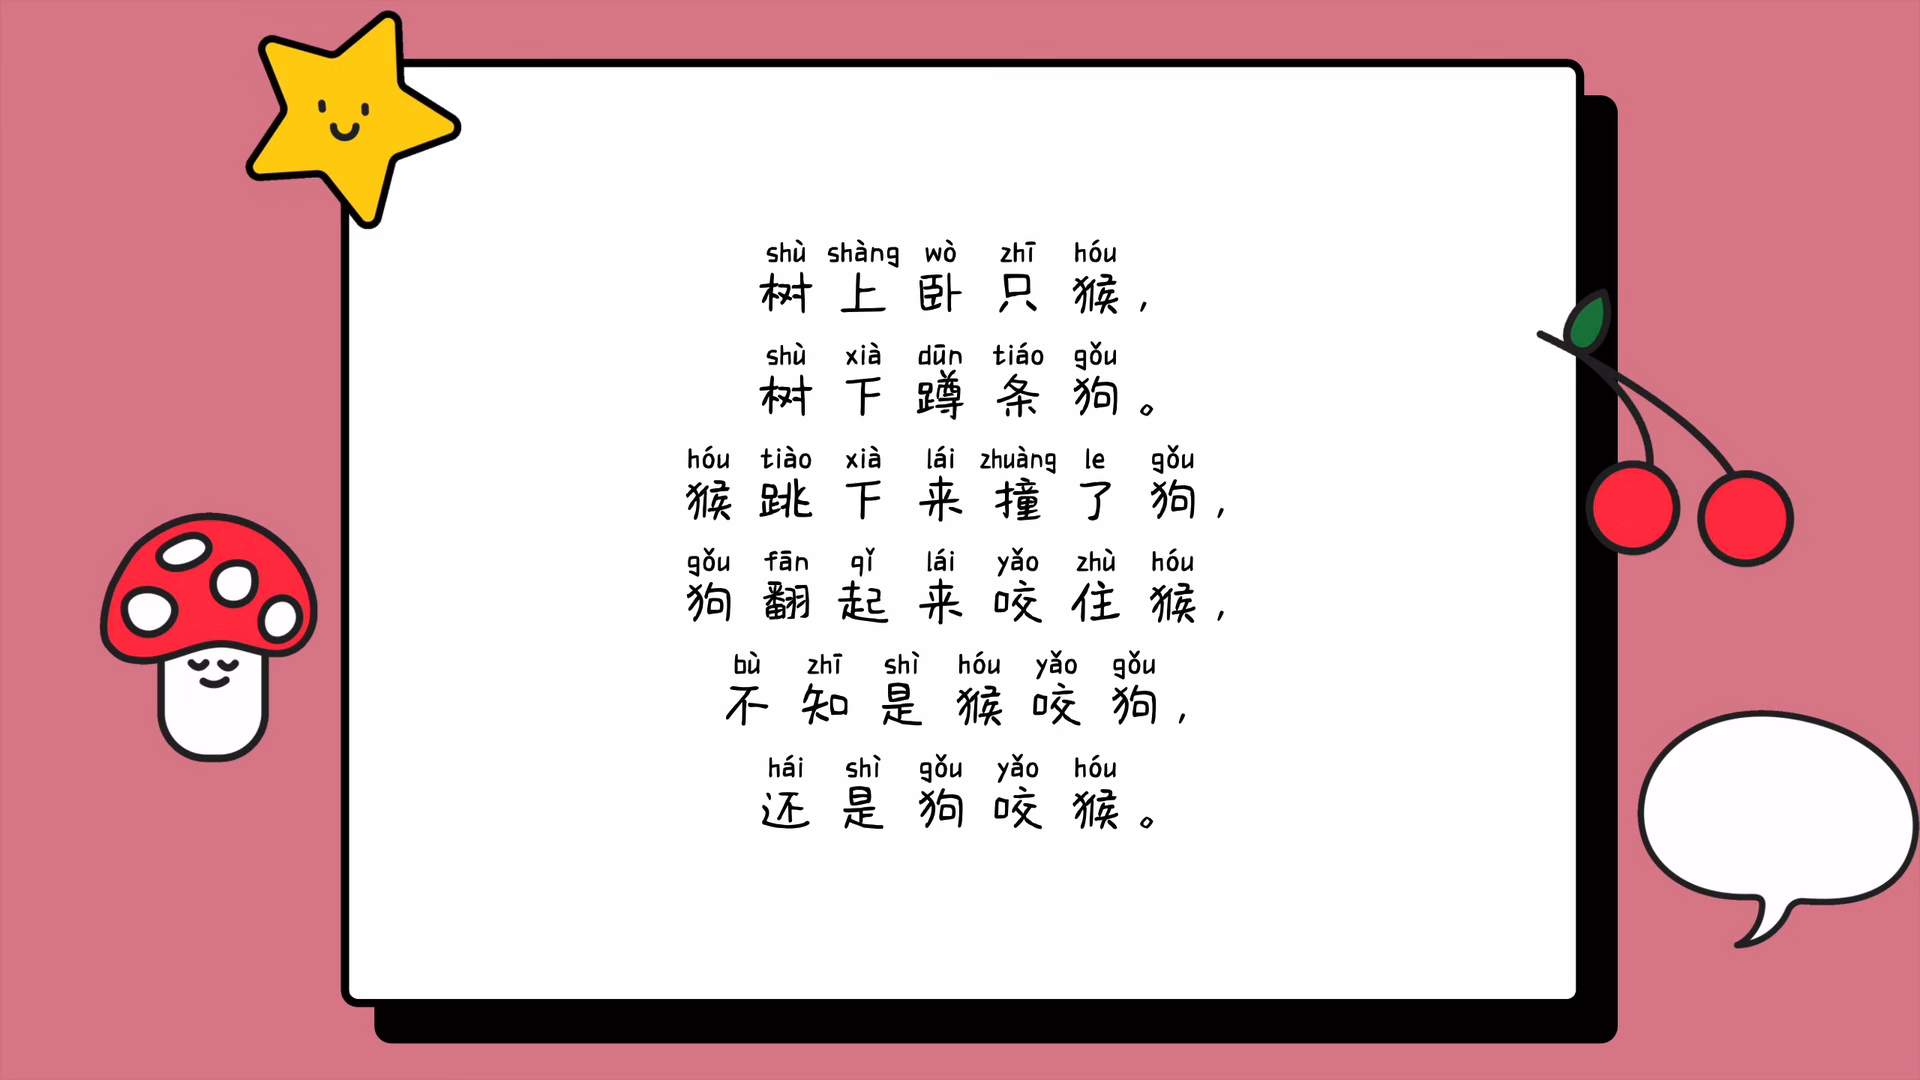 shù shàng wò zhī hóu
树上卧只猴，
shù xià dūn tiáo gǒu
树下蹲条狗。
hóu tiào xià lái zhuàng le gǒu
猴跳下来撞了狗，
gǒu fān qǐ lái yǎo zhù hóu
狗翻起来咬住猴，
bù zhī shì hóu yǎo gǒu
不知是猴咬狗，
hái shì gǒu yǎo hóu
还是狗咬猴。